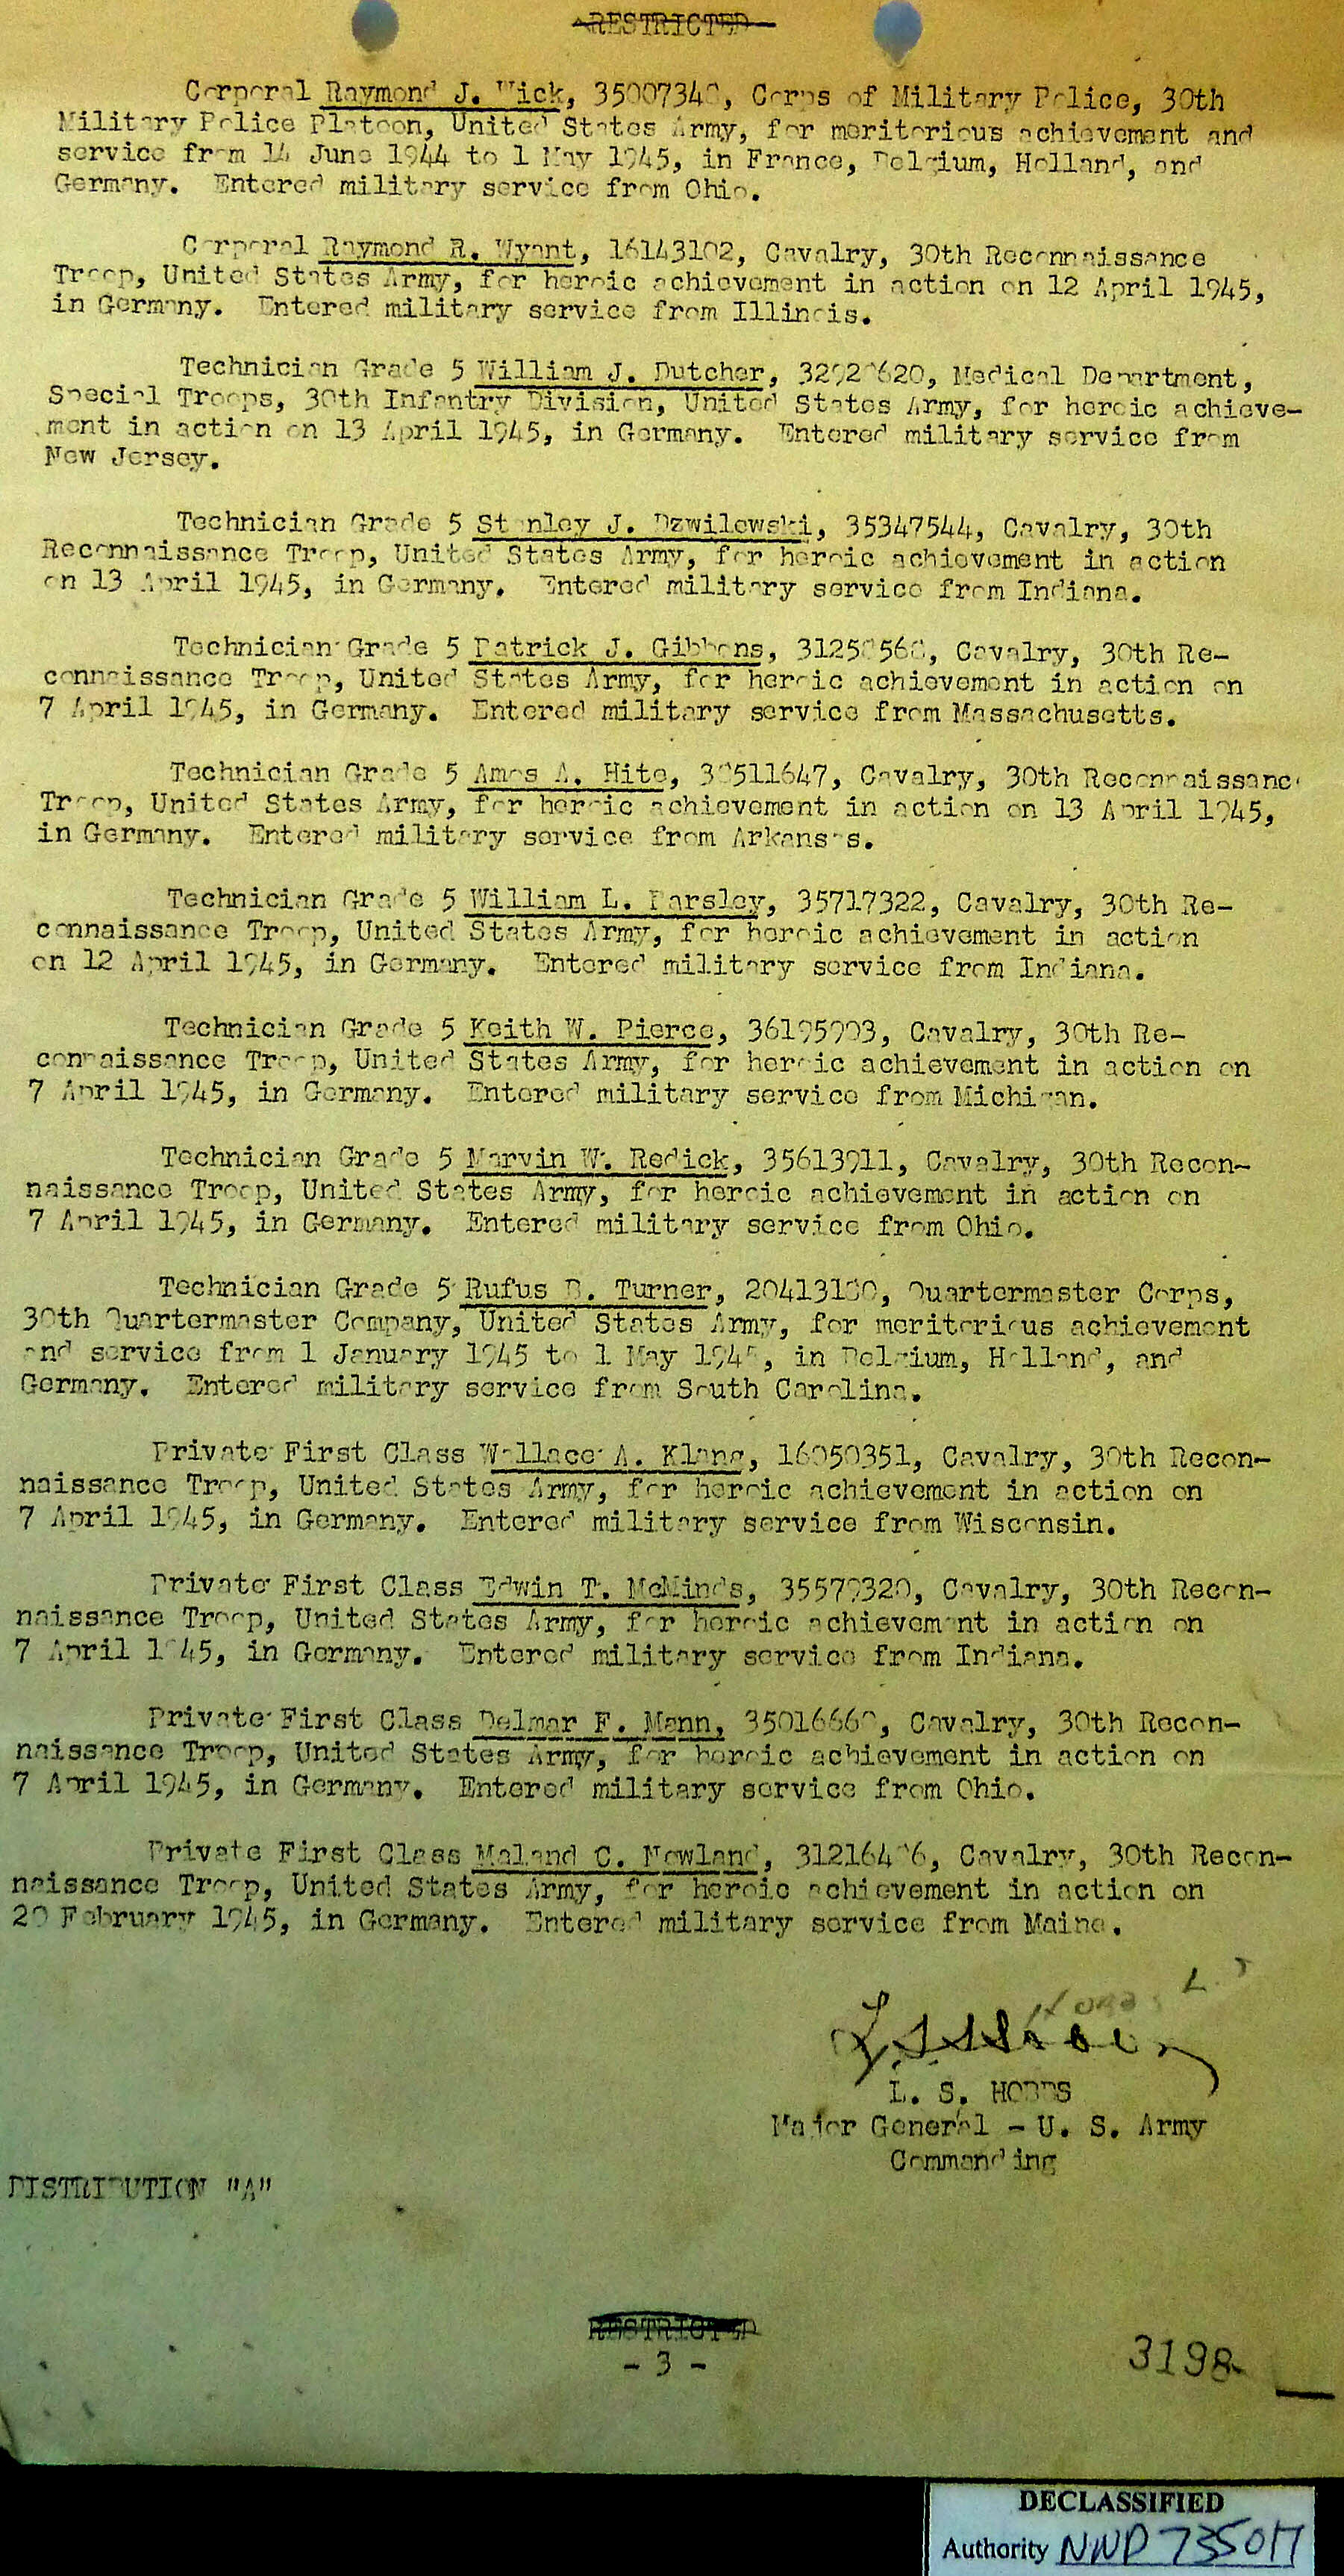 RESTRICTED
Corporal Raymond J. Wick, Corps of Military Police, 30th
Military Police Platoon, United States Army, for meritorious achievement and
service from 14 June 1944 to 1 May 1945, in France, Belgium, Holland, and
Germany. Entered military service from Ohio.
Corporal Raymond R. Wyant, 16143102, Cavalry, 30th Reconnaissance
Troop, United States Army, for heroic achievement in action on 12 April 1945,
in Germany. Entered military service from Illinois.
Technician Grade 5 William J. Dutcher, Medical Department,
Special Troops, 30th Infantry Division, United States Army, for heroic achieve-
ment in action on 13 April 1945, in Germany. Entered military service from
New Jersey.
Technician Grade 5 Stanley J. Dzwilewski, 35347544, Cavalry, 30th
Reconnaissance Troop, United States Army, for heroic achievement in action
on 13 April 1945, in Germany. Entered military service from Indiana.
Technician Grade 5 Patrick J. Gibbons, Cavalry, 30th Re-
connaissance Troop, United States Army, for heroic achievement in action on
7 April 1945, in Germany. Entered military service from Massachusetts.
Technician Grade 5 Amos A. Hite, Cavalry, 30th Reconnaissance
Troop, United States Army, for heroic achievement in action on 13 April 1945,
in Germany. Entered military service from Arkansas.
Technician Grade 5 William L. Parsley, 35717322, Cavalry, 30th Re-
connaissance Troop, United States Army, for heroic achievement in action
on 12 April 1945, in Germany. Entered military service from Indiana.
Technician Grade 5 Keith W. Pierce, 36195903, Cavalry, 30th Re-
connaissance Troop, United States Army, for heroic achievement in action on
7 April 1945, in Germany. Entered military service from Michigan.
Technician Grade 5 Marvin W. Redick, 35613911, Cavalry, 30th Recon-
naissance Troop, United States Army, for heroic achievement in action on
7 April 1945, in Germany. Entered military service from Ohio.
Technician Grade 5 Rufus B. Turner, Quartermaster Corps,
30th Quartermaster Company, United States Army, for meritorious achievement
and service from 1 January 1945 to 1 May 1945, in Belgium, Holland, and
Germany. Entered military service from South Carolina.
Private First Class Wallace A. Klang, 16050351, Cavalry, 30th Recon-
naissance Troop, United States Army, for heroic achievement in action on
7 April 1945, in Germany. Entered military service from Wisconsin.
Private First Class Edwin T. McMinds, 35579320, Cavalry, 30th Recon-
naissance Troop, United States Army, for heroic achievement in action on
7 April 1945, in Germany. Entered military service from Indiana.
Private First Class Delmar F. Mann, Cavalry, 30th Recon-
naissance Troop, United States Army, for heroic achievement in action on
7 April 1945, in Germany. Entered military service from Ohio.
Private First Class Maland C. Nowland, Cavalry, 30th Recon-
naissance Troop, United States Army, for heroic achievement in action on
February 1945, in Germany. Entered military service from Maine.
L. S. HOBBS
Major General - U. S. Army
Commanding
DISTRIBUTION "A"
RESTRICTED
- 3 -
3198
DECLASSIFIED
Authority NND 735017